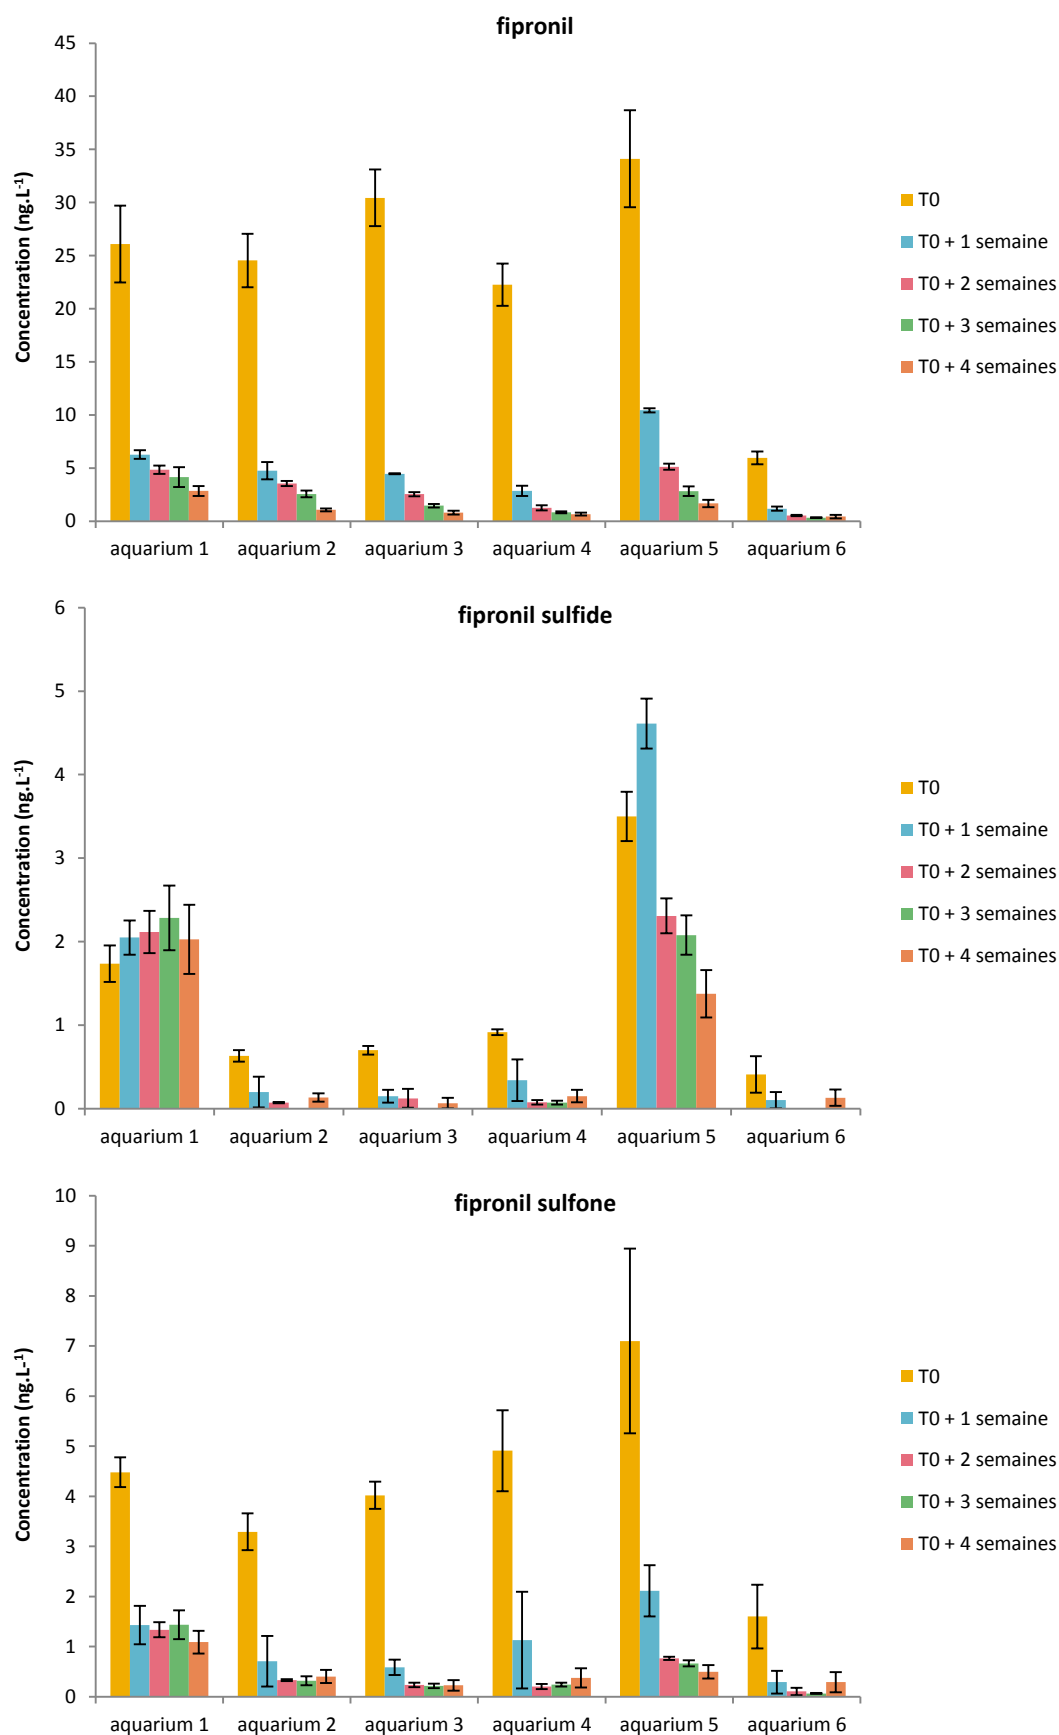 fipronil
45
40
35
30
25
20
15
10
5
0
Concentration (ng.L-1)
aquarium 1 aquarium 2 aquarium 3 aquarium 4 aquarium 5 aquarium 6
T0
T0 + 1 semaine
T0 + 2 semaines
T0 + 3 semaines
T0 + 4 semaines
fipronil sulfide
6
5
4
3
2
1
0
Concentration (ng.L-1)
aquarium 1 aquarium 2 aquarium 3 aquarium 4 aquarium 5 aquarium 6
T0
T0 + 1 semaine
T0 + 2 semaines
T0 + 3 semaines
T0 + 4 semaines
fipronil sulfone
10
9
8
7
6
5
4
3
2
1
0
Concentration (ng.L-1)
aquarium 1 aquarium 2 aquarium 3 aquarium 4 aquarium 5 aquarium 6
T0
T0 + 1 semaine
T0 + 2 semaines
T0 + 3 semaines
T0 + 4 semaines